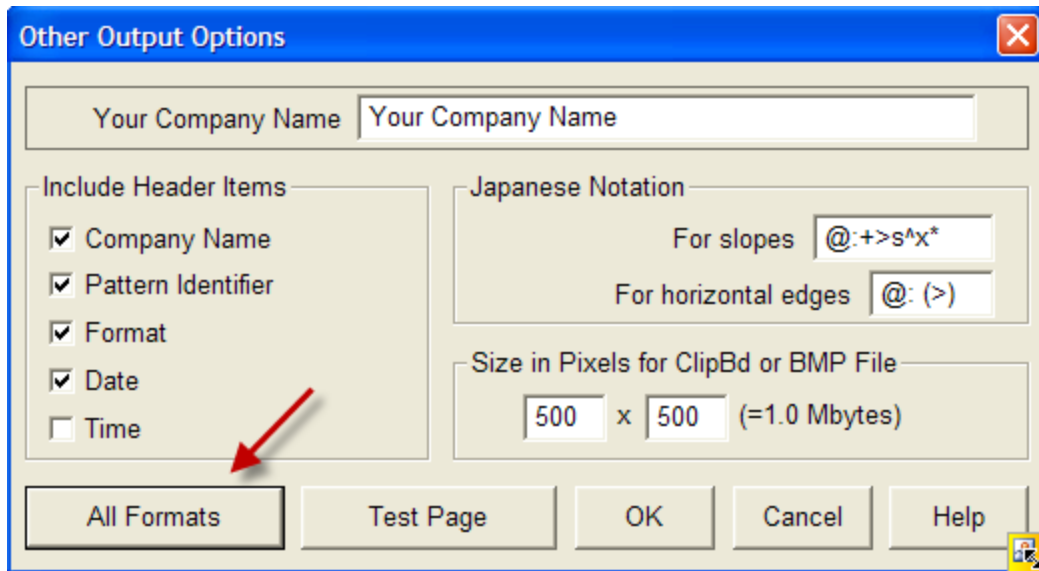 Other Output Options
Your Company Name Your Company Name
Include Header Items
Company Name
Pattern Identifier
Format
Date
Time
Japanese Notation
For slopes @:+>s^x*
For horizontal edges @: (>)
Size in Pixels for ClipBd or BMP File
500 x 500 (=1.0 Mbytes)
All Formats Test Page OK Cancel Help